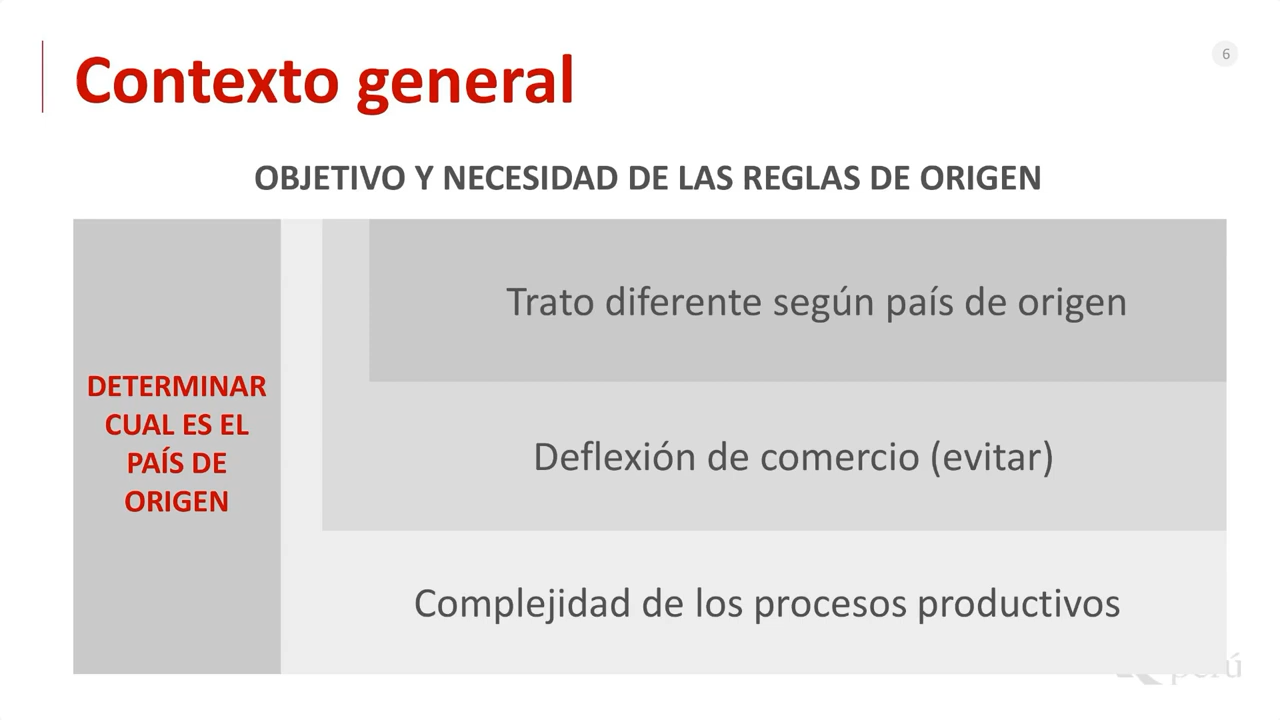 Contexto general
6
OBJETIVO Y NECESIDAD DE LAS REGLAS DE ORIGEN
DETERMINAR
CUAL ES EL
PAÍS DE
ORIGEN
Trato diferente según país de origen
Deflexión de comercio (evitar)
Complejidad de los procesos productivos